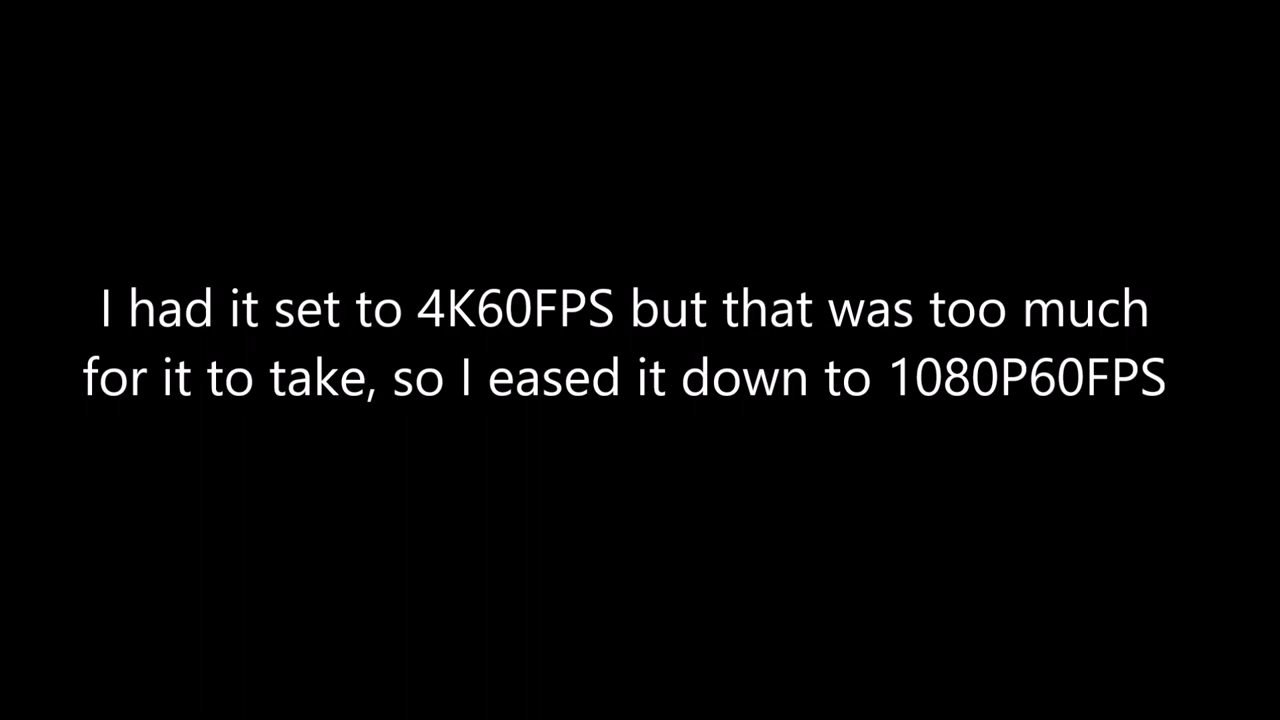 I had it set to 4K60FPS but that was too much
for it to take, so I eased it down to 1080P60FPS